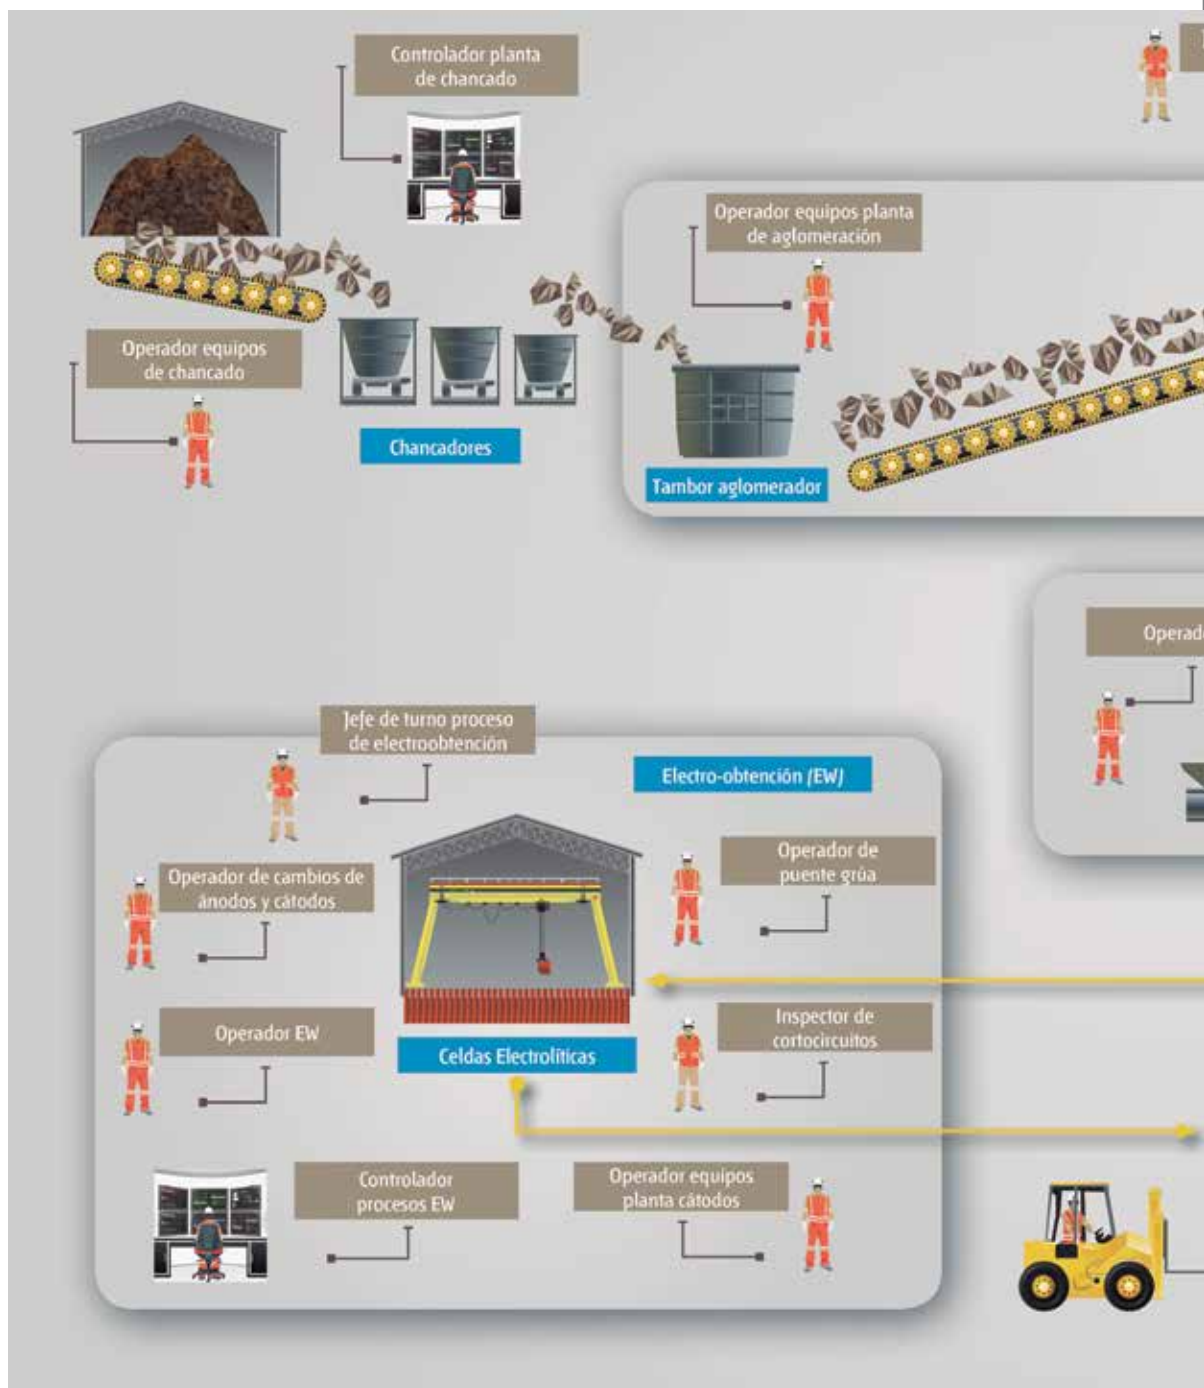 Controlador planta
de chancado
Operador equipos planta
de aglomeración
Operador equipos
de chancado
Chancadores
Tambor aglomerador
Jefe de turno proceso
de electroobtención
Electro-obtención (EW)
Operador de cambios de
ánodos y cátodos
Operador de
puente grúa
Operador EW
Inspector de
cortocircuitos
Celdas Electrolíticas
Controlador
procesos EW
Operador equipos
planta cátodos